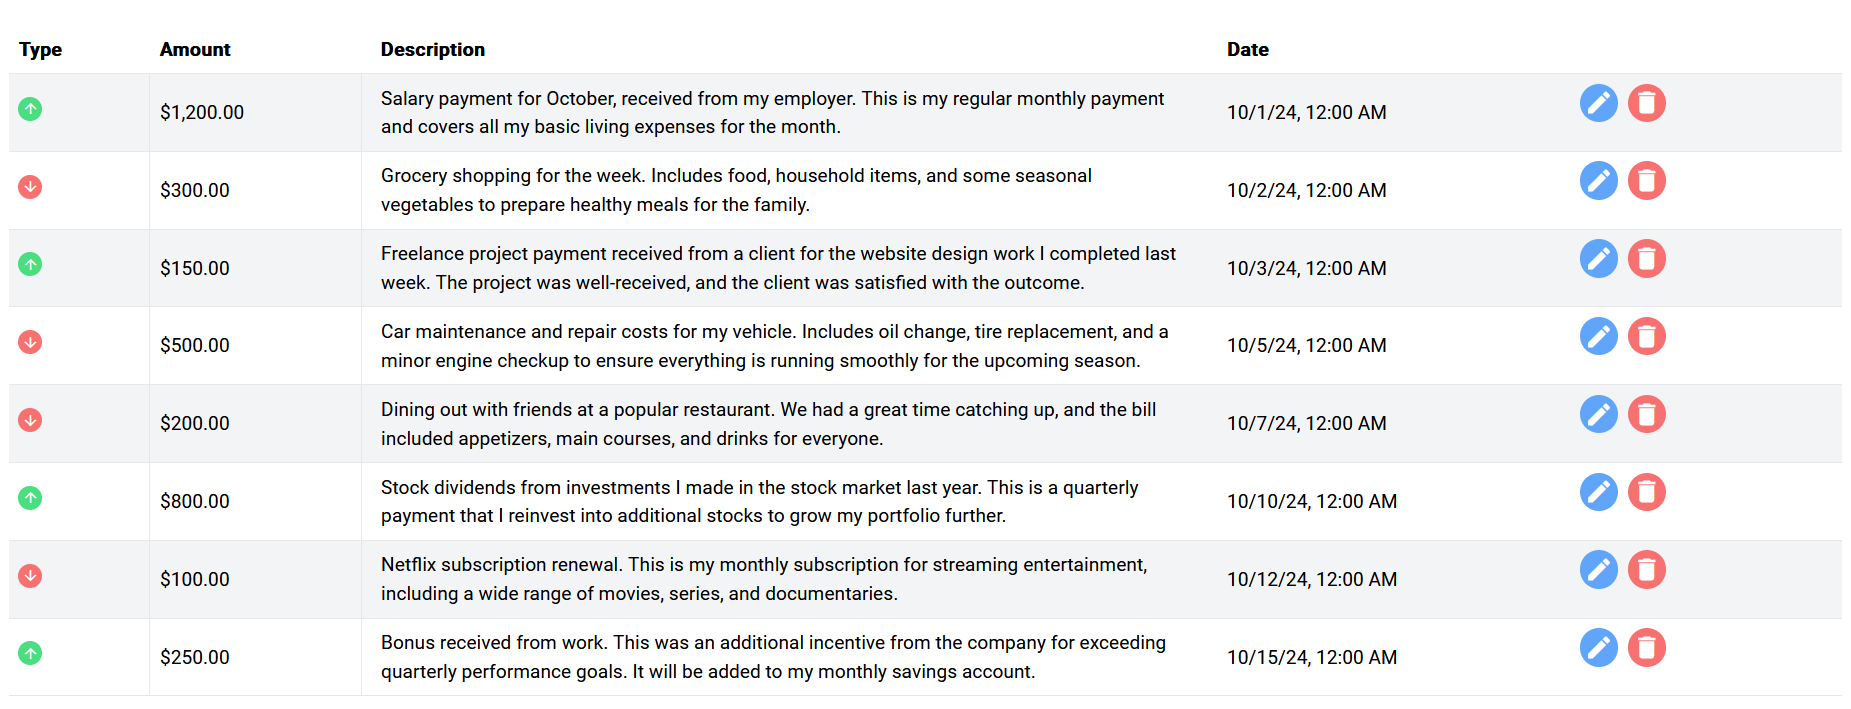 Type Amount Description Date
Salary payment for October, received from my employer. This is my regular monthly payment
$1,200.00 10/1/24, 12:00 AM
and covers all my basic living expenses for the month.
Grocery shopping for the week. Includes food, household items, and some seasonal
$300.00 10/2/24, 12:00 AM
vegetables to prepare healthy meals for the family.
Freelance project payment received from a client for the website design work I completed last
$150.00 10/3/24, 12:00 AM
week. The project was well-received, and the client was satisfied with the outcome.
Car maintenance and repair costs for my vehicle. Includes oil change, tire replacement, and a
$500.00 10/5/24, 12:00 AM
minor engine checkup to ensure everything is running smoothly for the upcoming season.
Dining out with friends at a popular restaurant. We had a great time catching up, and the bill
$200.00 10/7/24, 12:00 AM
included appetizers, main courses, and drinks for everyone.
Stock dividends from investments I made in the stock market last year. This is a quarterly
$800.00 10/10/24, 12:00 AM
payment that I reinvest into additional stocks to grow my portfolio further.
Netflix subscription renewal. This is my monthly subscription for streaming entertainment,
$100.00 10/12/24, 12:00 AM
including a wide range of movies, series, and documentaries.
Bonus received from work. This was an additional incentive from the company for exceeding
$250.00 10/15/24, 12:00 AM
quarterly performance goals. It will be added to my monthly savings account.